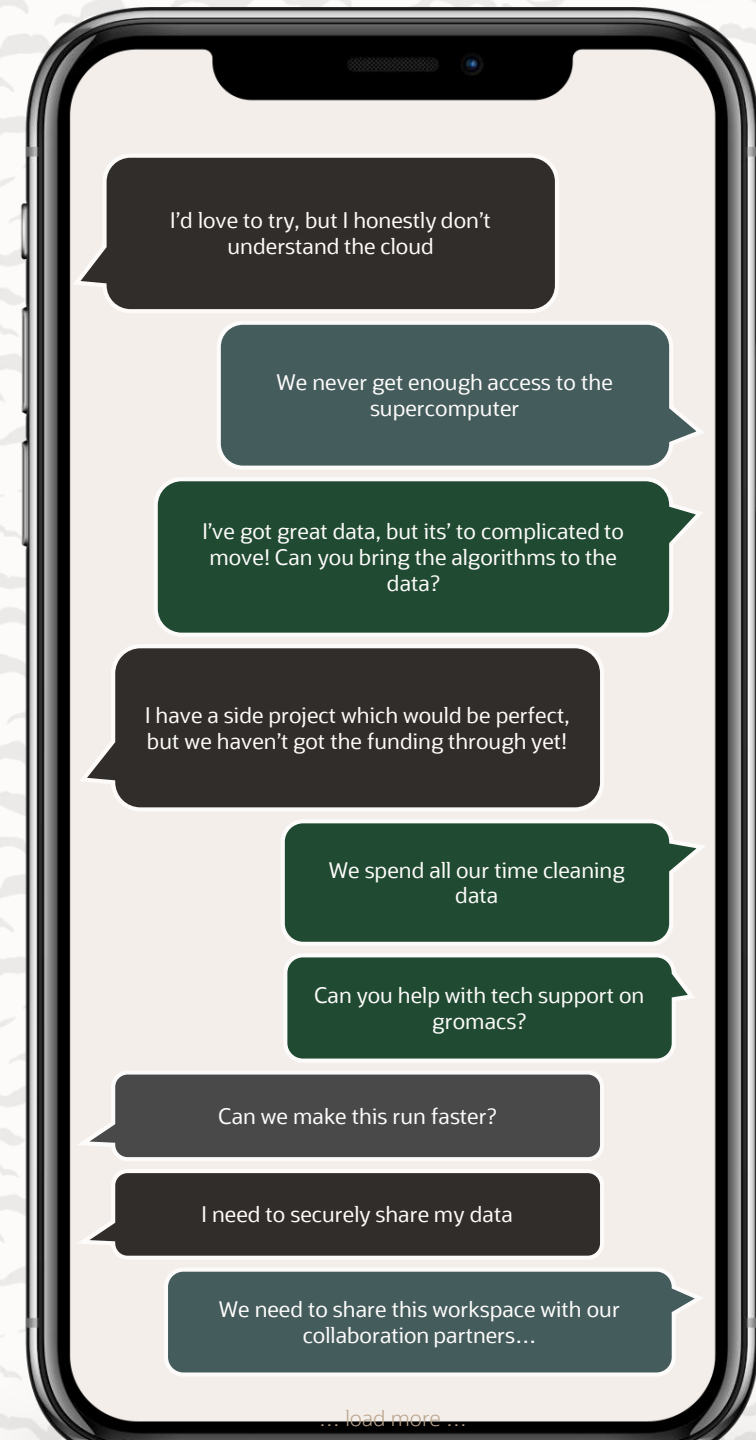 I’d love to try, but I honestly don’t
understand the cloud
We never get enough access to the
supercomputer
I’ve got great data, but its’ to complicated to
move! Can you bring the algorithms to the
data?
I have a side project which would be perfect,
but we haven’t got the funding through yet!
We spend all our time cleaning
data
Can you help with tech support on
gromacs?
Can we make this run faster?
I need to securely share my data
We need to share this workspace with our
collaboration partners…
… load more …